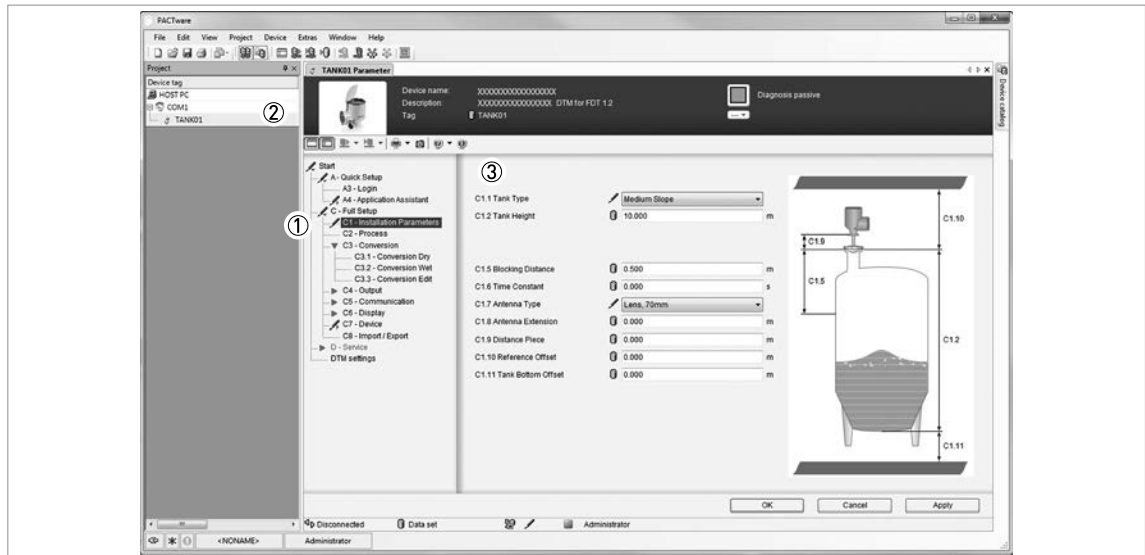 PACTware
File Edit View Project Device Extras Window Help
Project
Device tag
HOST PC
COM1
TANK01
②
TANK01 Parameter
Device name: XXXXXXXXXXXXXXXXXX
Description: XXXXXXXXXXXXXXXXX DTM for FDT 1.2
Tag TANK01
Diagnosis passive
Device catalog
①
Start
A - Quick Setup
A3 - Login
A4 - Application Assistant
C - Full Setup
C1 - Installation Parameters
C2 - Process
C3 - Conversion
C3.1 - Conversion Dry
C3.2 - Conversion Wet
C3.3 - Conversion Edit
C4 - Output
C5 - Communication
C6 - Display
C7 - Device
C8 - Import / Export
D - Service
DTM settings
③
C1.1 Tank Type Medium Slope
C1.2 Tank Height 10.000 m
C1.5 Blocking Distance 0.500 m
C1.6 Time Constant 0.000 s
C1.7 Antenna Type Lens, 70mm
C1.8 Antenna Extension 0.000 m
C1.9 Distance Piece 0.000 m
C1.10 Reference Offset 0.000 m
C1.11 Tank Bottom Offset 0.000 m
C1.10
C1.9
C1.5
C1.2
C1.11
OK Cancel Apply
Disconnected Data set Administrator
<NONAME> Administrator